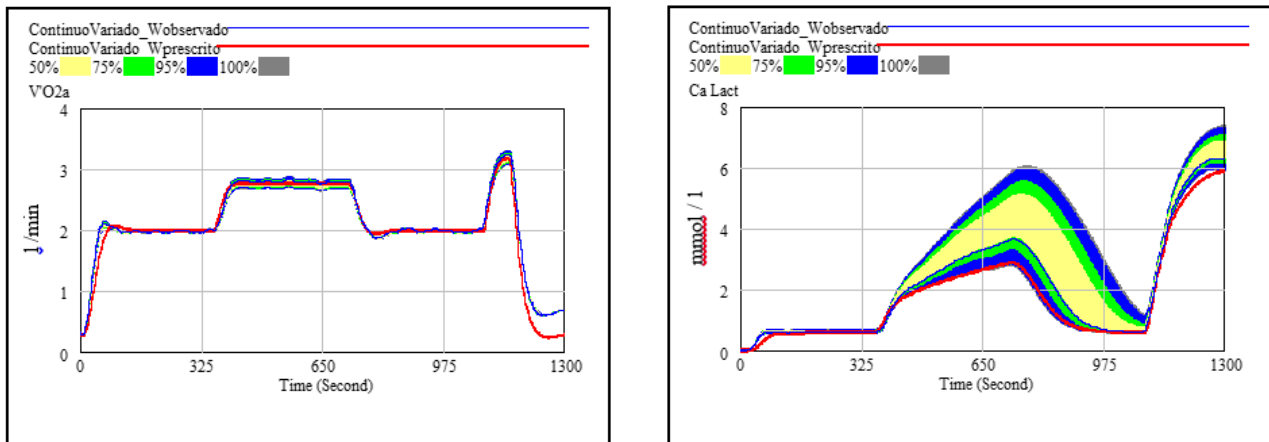 ContinuoVariado_Wobservado
ContinuoVariado_Wprescrito
50% 75% 95% 100%
V'O2a
4
3
2
1
0
l /min
0 325 650 975 1300
Time (Second)
ContinuoVariado_Wobservado
ContinuoVariado_Wprescrito
50% 75% 95% 100%
Ca Lact
8
6
4
2
0
mmol / l
0 325 650 975 1300
Time (Second)